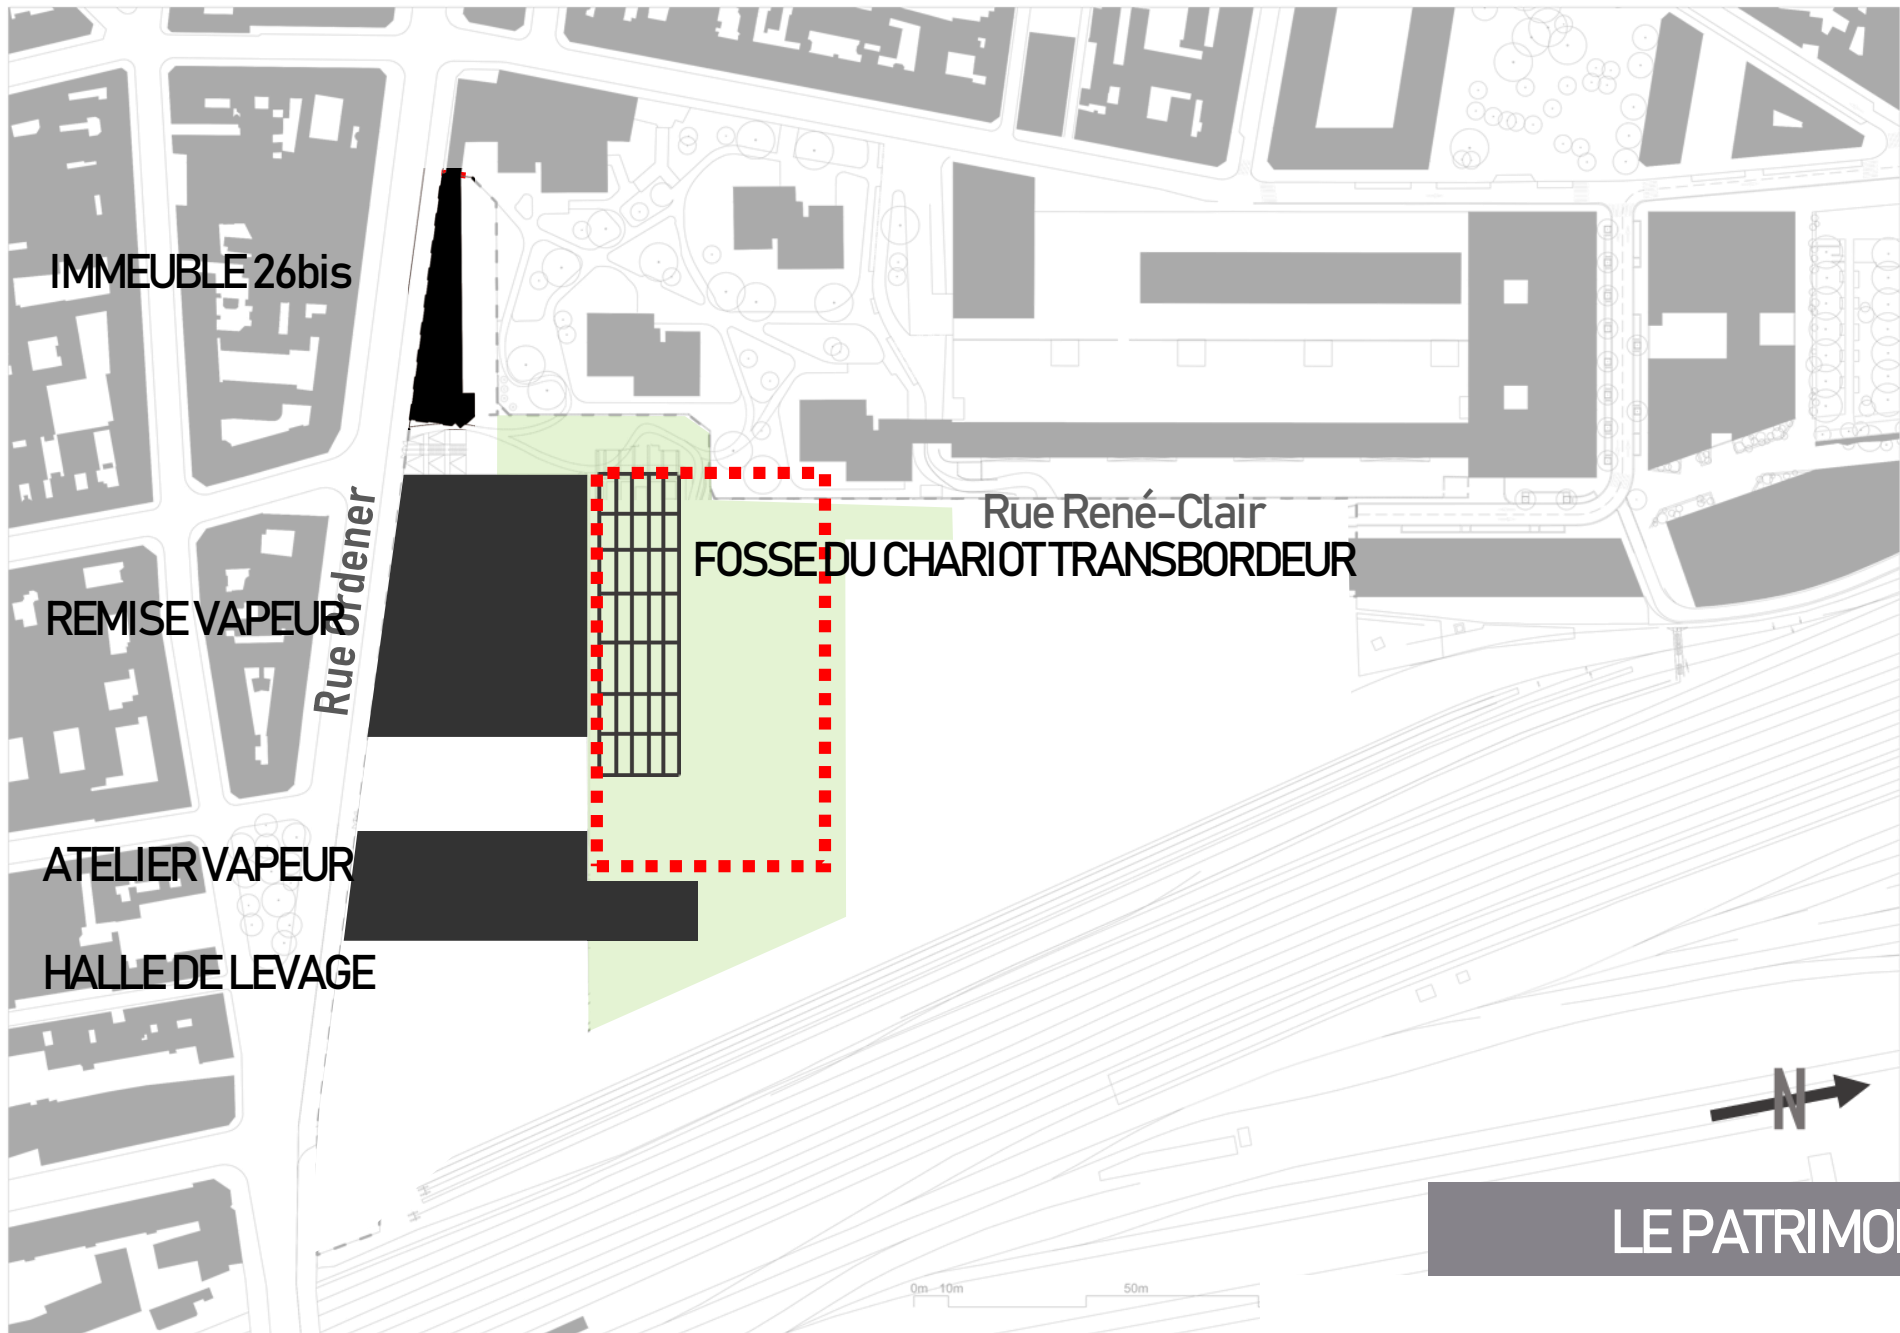 IMMEUBLE 26bis
Rue Ordener
Rue René-Clair
FOSSE DU CHARIOT TRANSBORDEUR
REMISE VAPEUR
ATELIER VAPEUR
HALLE DE LEVAGE
N
LE PATRIMO
0m 10m 50m